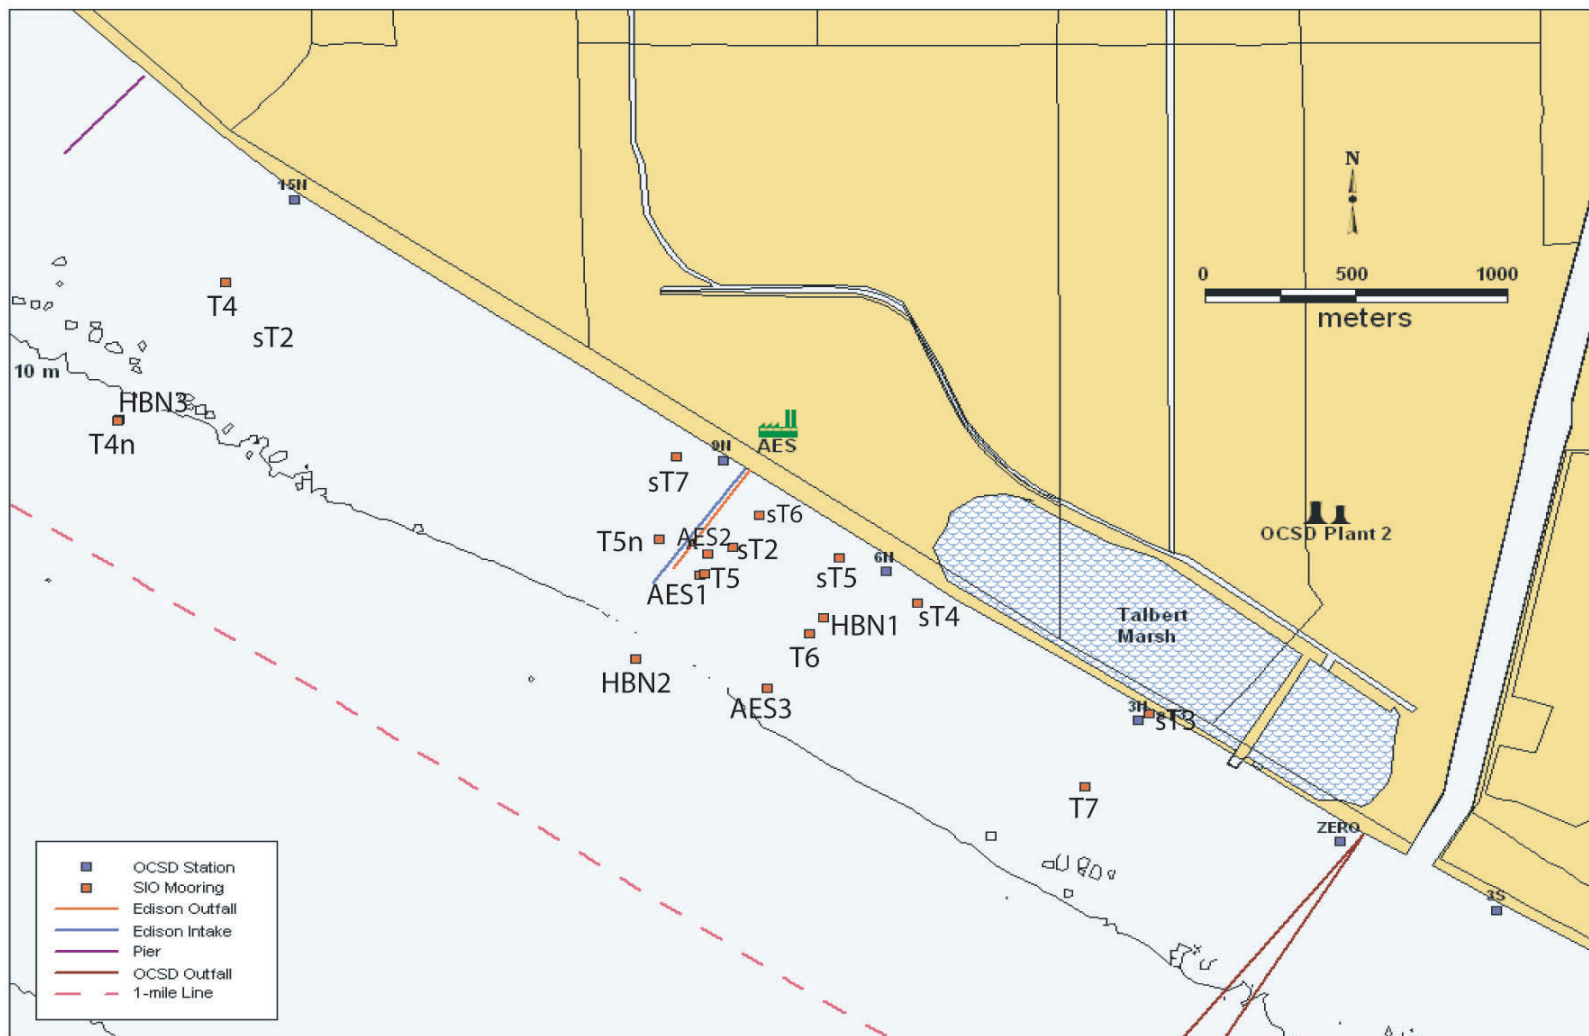 15N
N
0 500 1000
meters
T4
sT2
10 m
HBN3
T4n
9N
AES
sT7
sT6
T5n
AES2
sT2
AES1
T5
sT5
6N
sT4
HBN1
T6
HBN2
AES3
OCSD Plant 2
Talbert
Marsh
3N
sT3
T7
ZERO
3S
OCSD Station
SIO Mooring
Edison Outfall
Edison Intake
Pier
OCSD Outfall
1-mile Line